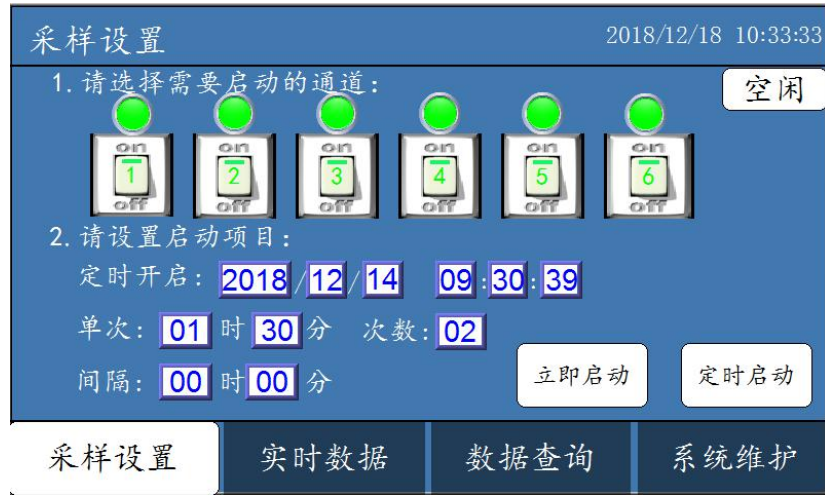 采样设置 2018/12/18 10:33:33
1.请选择需要启动的通道: 空闲
on on on on on on
1 2 3 4 5 6
off off off off off off
2.请设置启动项目:
定时开启: 2018/12/14 09:30:39
单次: 01 时 30 分 次数: 02
间隔: 00 时 00 分 立即启动 定时启动
采样设置 实时数据 数据查询 系统维护